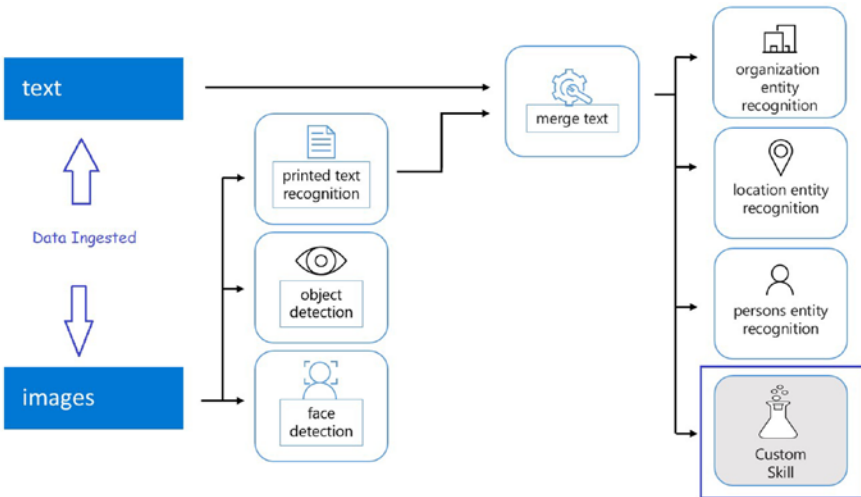 text
Data Ingested
images
printed text
recognition
object
detection
face
detection
merge text
organization
entity
recognition
location entity
recognition
persons entity
recognition
Custom
Skill